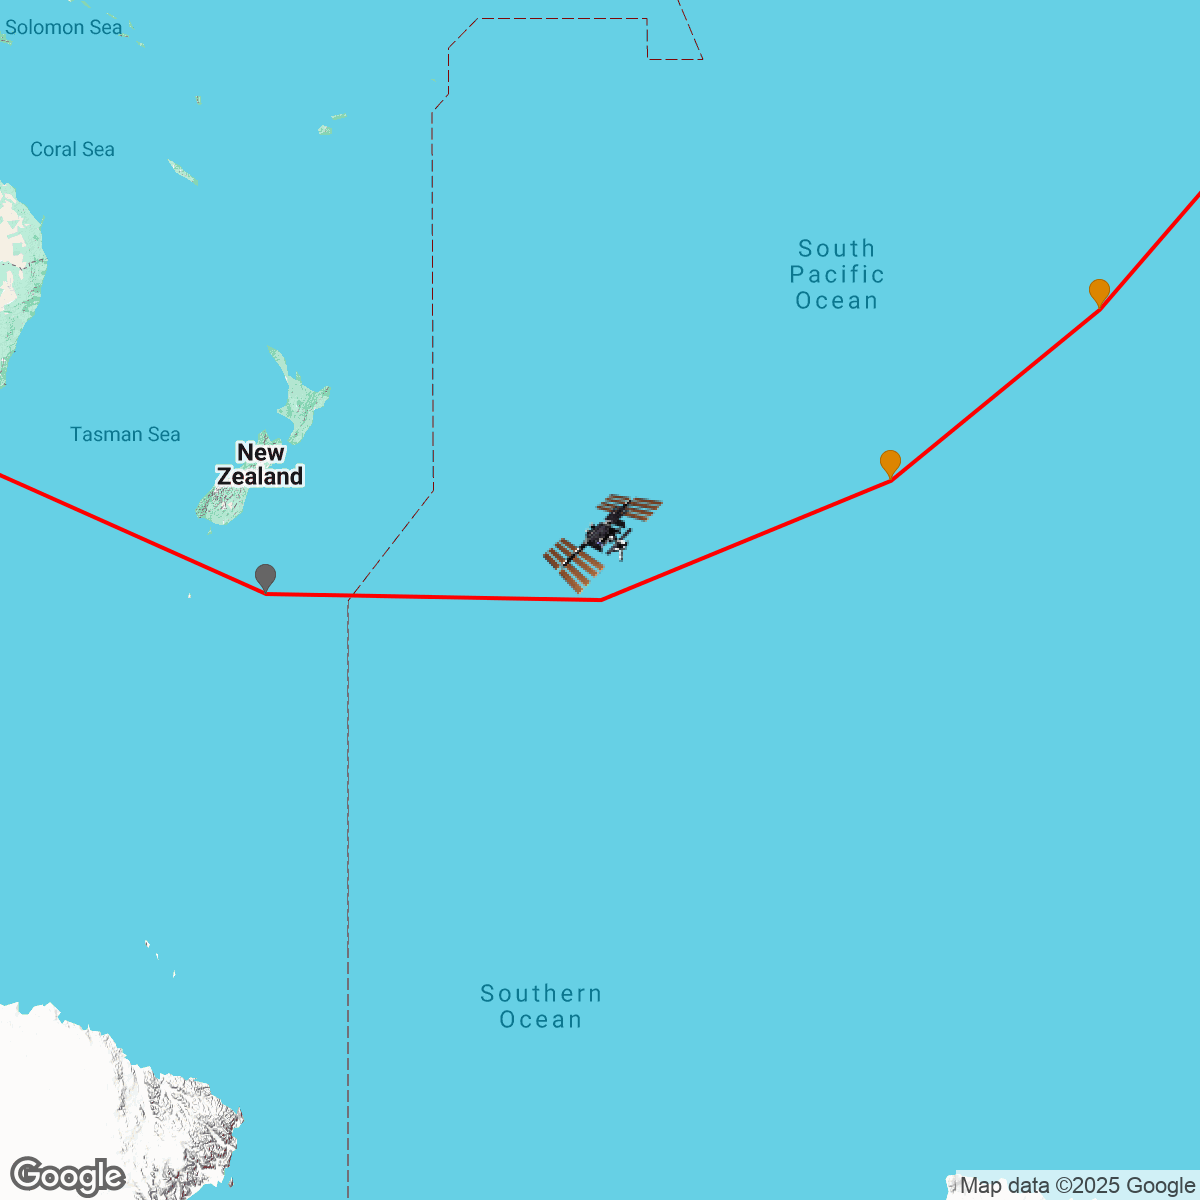 Solomon Sea
Coral Sea
South
Pacific
Ocean
Tasman Sea
New
Zealand
Southern
Ocean
Google
Map data ©2025 Google